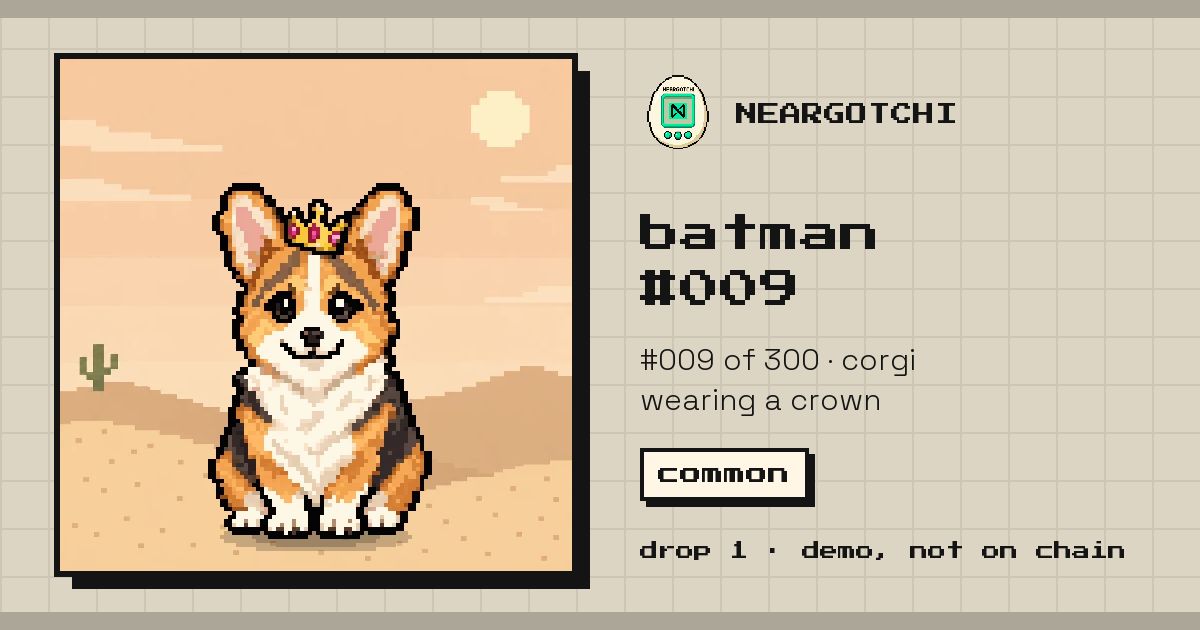 NEARGOTCHI
NEARGOTCHI
batman
#009
#009 of 300 · corgi
wearing a crown
common
drop 1 · demo, not on chain